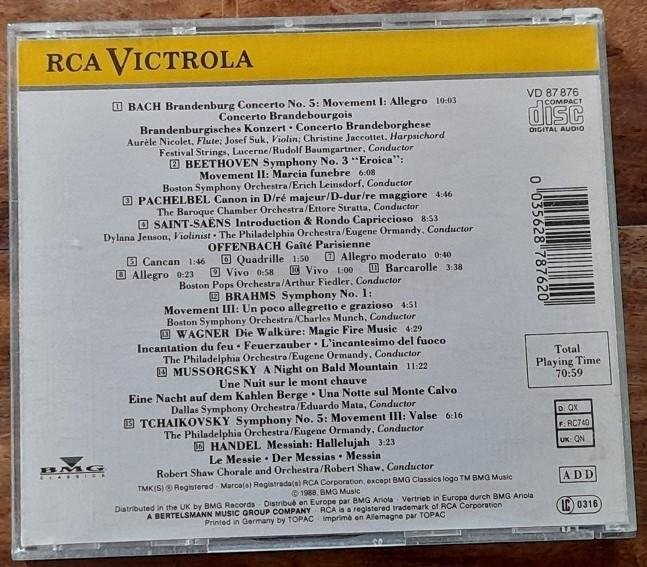 RCA VICTROLA
VD 87 876
COMPACT
disc
DIGITAL AUDIO
1 BACH Brandenburg Concerto No. 5: Movement I: Allegro 10:03
Concerto Brandebourgois
Brandenburgisches Konzert • Concerto Brandeborghese
Aurèle Nicolet, Flute; Josef Suk, Violin; Christine Jaccottet, Harpsichord
Festival Strings, Lucerne/Rudolf Baumgartner, Conductor
2 BEETHOVEN Symphony No. 3 “Eroica”:
Movement II: Marcia funebre 6:08
Boston Symphony Orchestra/Erich Leinsdorf, Conductor
3 PACHELBEL Canon in D/ré majeur/D-dur/re maggiore 4:46
The Baroque Chamber Orchestra/Ettore Stratta, Conductor
4 SAINT-SAËNS Introduction & Rondo Capriccioso 8:53
Dylana Jenson, Violinist • The Philadelphia Orchestra/Eugene Ormandy, Conductor
OFFENBACH Gaîté Parisienne
5 Cancan 1:46 6 Quadrille 1:50 7 Allegro moderato 0:40
8 Allegro 0:23 9 Vivo 0:58 10 Vivo 1:00 11 Barcarolle 3:38
Boston Pops Orchestra/Arthur Fiedler, Conductor
12 BRAHMS Symphony No. 1:
Movement III: Un poco allegretto e grazioso 4:51
Boston Symphony Orchestra/Charles Munch, Conductor
13 WAGNER Die Walküre: Magic Fire Music 4:29
Incantation du feu • Feuerzauber • L'incantesimo del fuoco
The Philadelphia Orchestra/Eugene Ormandy, Conductor
14 MUSSORGSKY A Night on Bald Mountain 11:22
Une Nuit sur le mont chauve
Eine Nacht auf dem Kahlen Berge • Una Notte sul Monte Calvo
Dallas Symphony Orchestra/Eduardo Mata, Conductor
15 TCHAIKOVSKY Symphony No. 5: Movement III: Valse 6:16
The Philadelphia Orchestra/Eugene Ormandy, Conductor
16 HANDEL Messiah: Hallelujah 3:23
Le Messie • Der Messias • Messia
Robert Shaw Chorale and Orchestra/Robert Shaw, Conductor
0 035628 787620
Total
Playing Time
70:59
D: QX
F: RC740
UK: QN
ADD
LC 0316
BMG
CLASSICS
TMK(S) ® Registered • Marca(s) Registrada(s) RCA Corporation, except BMG Classics logo TM BMG Music
© 1988, BMG Music
Distributed in the UK by BMG Records • Distribué en Europe par BMG Ariola • Vertrieb in Europa durch BMG Ariola
A BERTELSMANN MUSIC GROUP COMPANY • RCA is a registered trademark of RCA Corporation
Printed in Germany by TOPAC • Imprimé en Allemagne par TOPAC